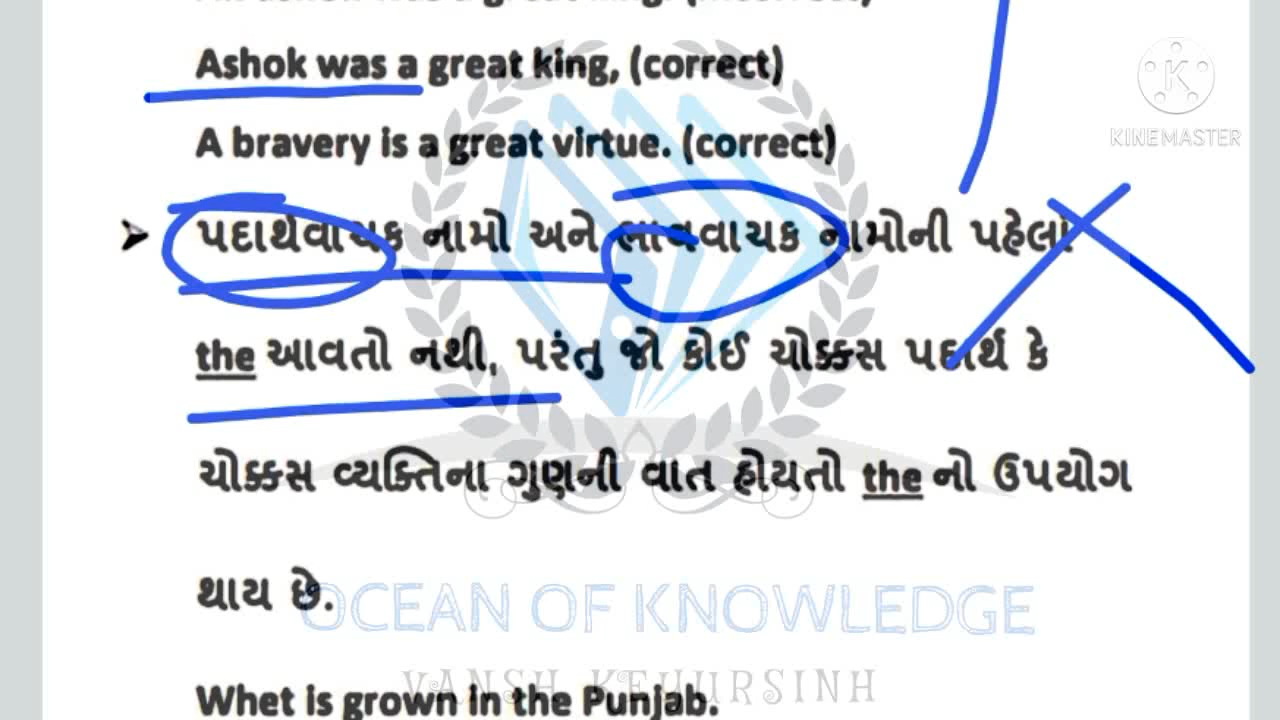 Ashok was a great king, (correct)
KINEMASTER
A bravery is a great virtue. (correct)
➤ પદાર્થવાચક નામો અને ભાવવાચક નામોની પહેલાં
the આવતો નથી, પરંતુ જો કોઈ ચોક્કસ પદાર્થ કે
ચોક્કસ વ્યક્તિના ગુણની વાત હોયતો the નો ઉપયોગ
થાય છે.
OCEAN OF KNOWLEDGE
VANSH KEHURSINH
Whet is grown in the Punjab.